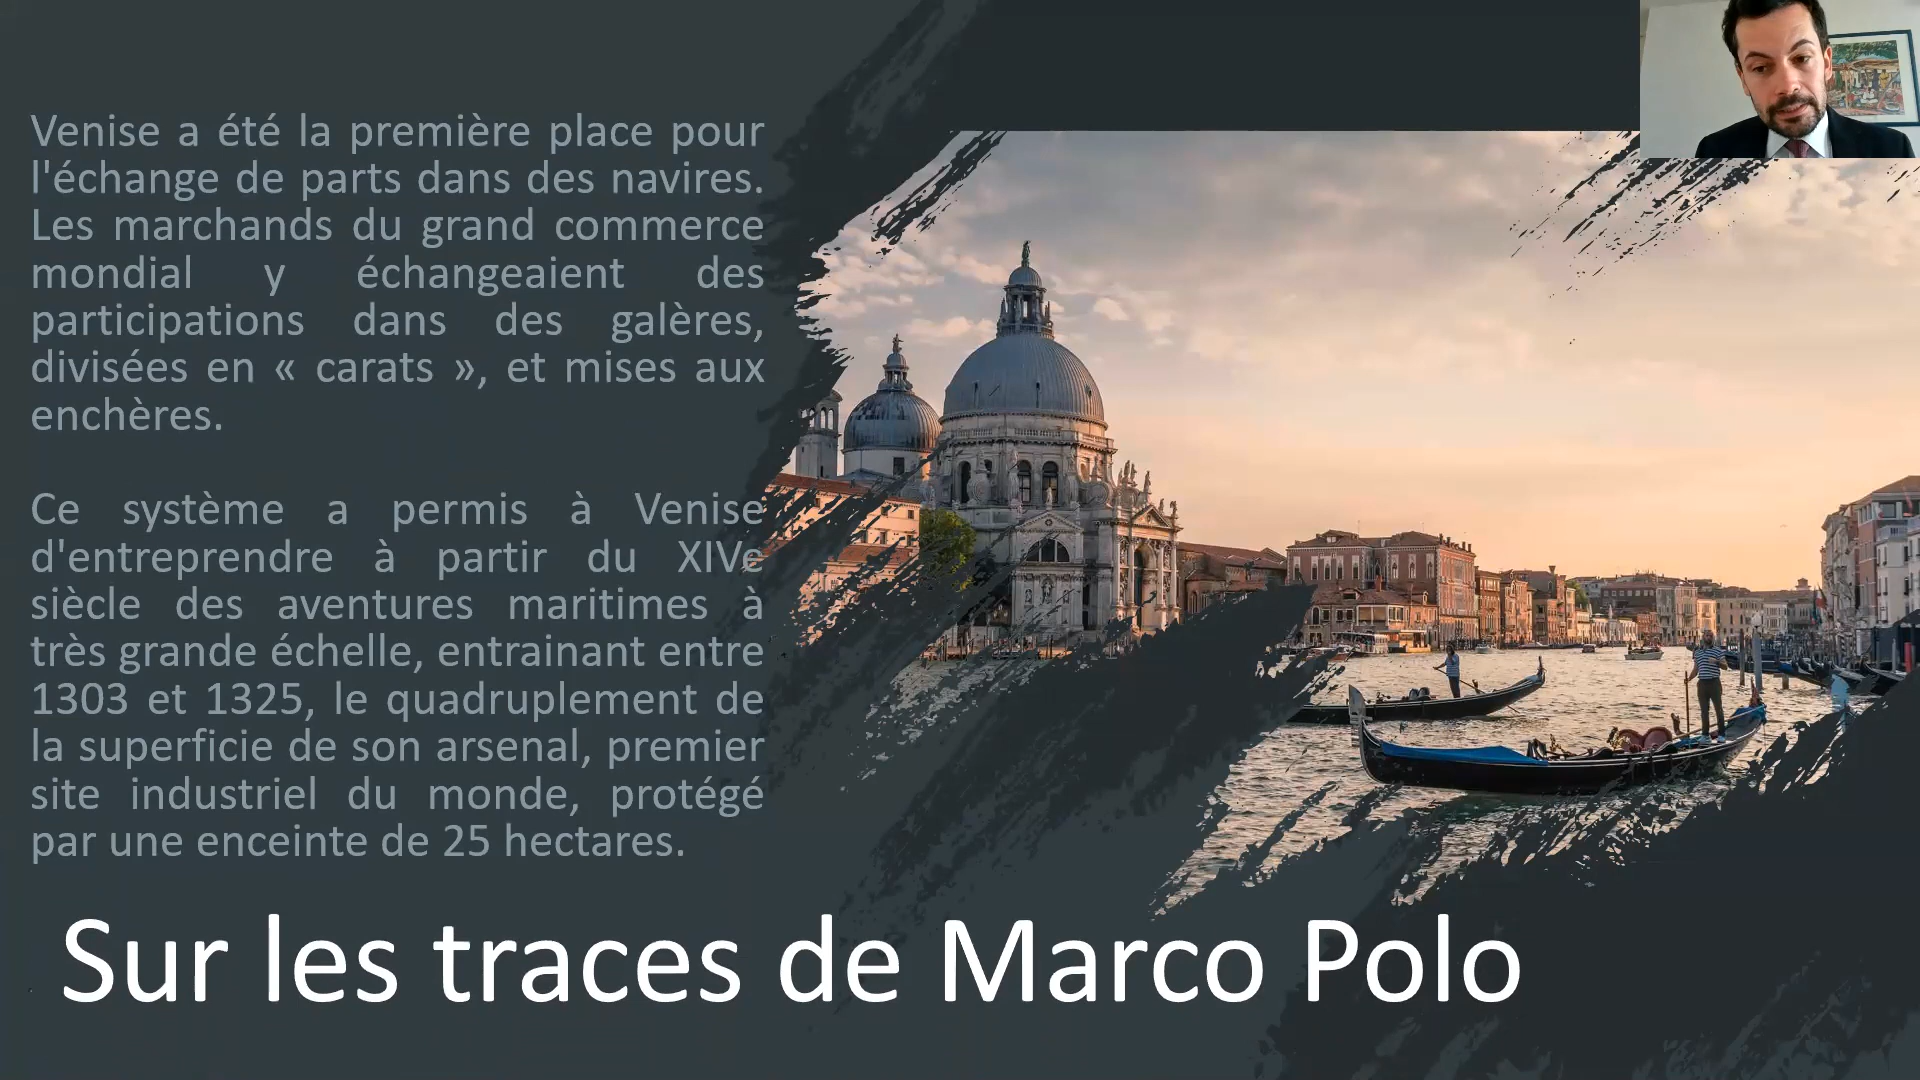 Venise a été la première place pour
l'échange de parts dans des navires.
Les marchands du grand commerce
mondial y échangeaient des
participations dans des galères,
divisées en « carats », et mises aux
enchères.
Ce système a permis à Venise
d'entreprendre à partir du XIVe
siècle des aventures maritimes à
très grande échelle, entrainant entre
1303 et 1325, le quadruplement de
la superficie de son arsenal, premier
site industriel du monde, protégé
par une enceinte de 25 hectares.
Sur les traces de Marco Polo